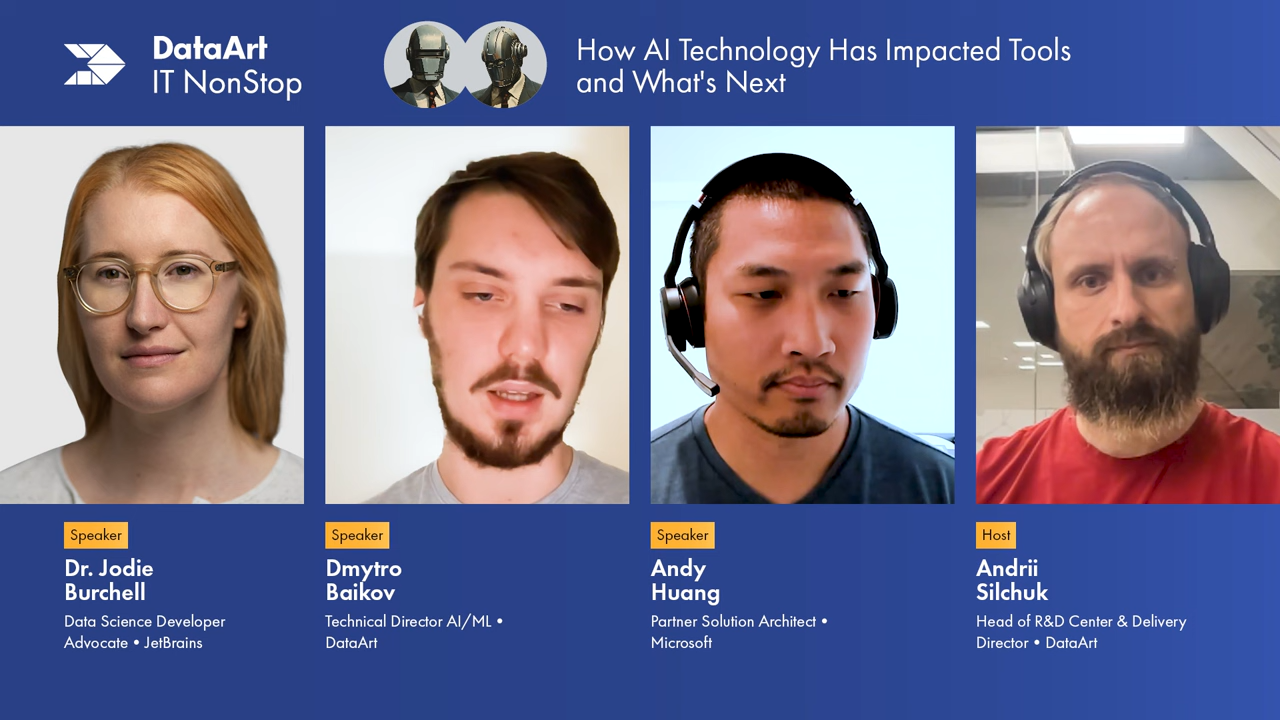 DataArt
IT NonStop
How AI Technology Has Impacted Tools
and What's Next
Speaker
Dr. Jodie
Burchell
Data Science Developer
Advocate • JetBrains
Speaker
Dmytro
Baikov
Technical Director AI/ML •
DataArt
Speaker
Andy
Huang
Partner Solution Architect •
Microsoft
Host
Andrii
Silchuk
Head of R&D Center & Delivery
Director • DataArt